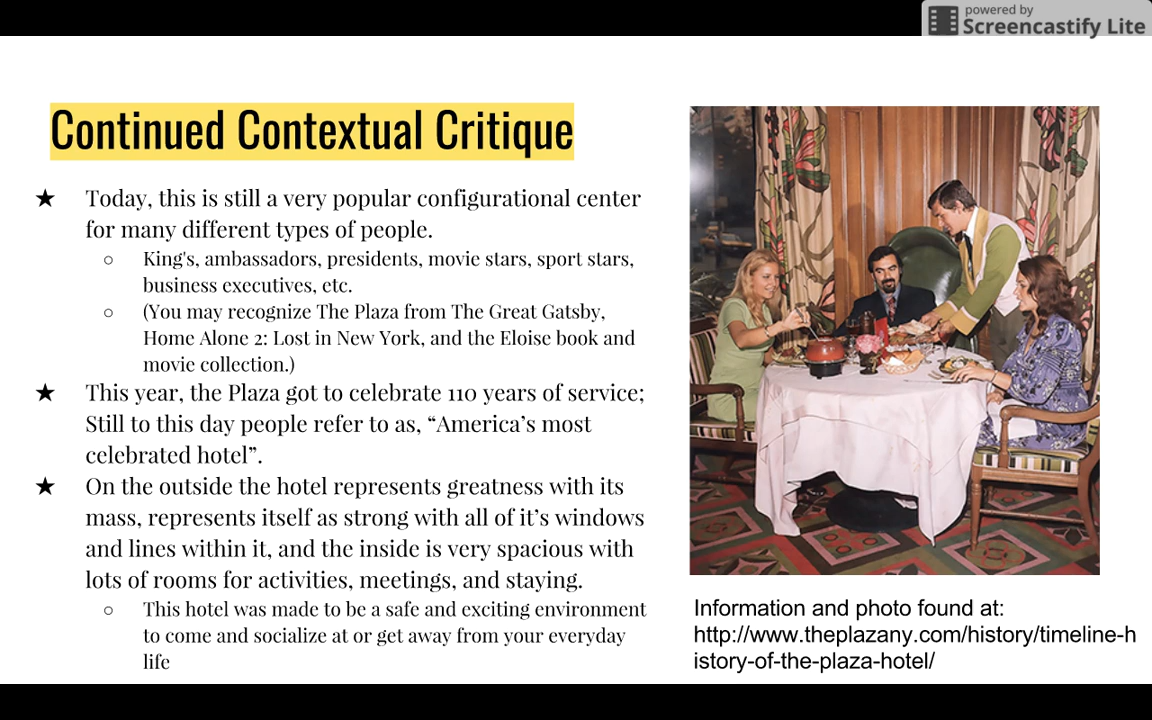 powered by
Screencastify Lite
Continued Contextual Critique
★ Today, this is still a very popular configurational center
for many different types of people.
○ King's, ambassadors, presidents, movie stars, sport stars,
business executives, etc.
○ (You may recognize The Plaza from The Great Gatsby,
Home Alone 2: Lost in New York, and the Eloise book and
movie collection.)
★ This year, the Plaza got to celebrate 110 years of service;
Still to this day people refer to as, “America’s most
celebrated hotel”.
★ On the outside the hotel represents greatness with its
mass, represents itself as strong with all of it’s windows
and lines within it, and the inside is very spacious with
lots of rooms for activities, meetings, and staying.
○ This hotel was made to be a safe and exciting environment
to come and socialize at or get away from your everyday
life
Information and photo found at:
http://www.theplazany.com/history/timeline-h
istory-of-the-plaza-hotel/